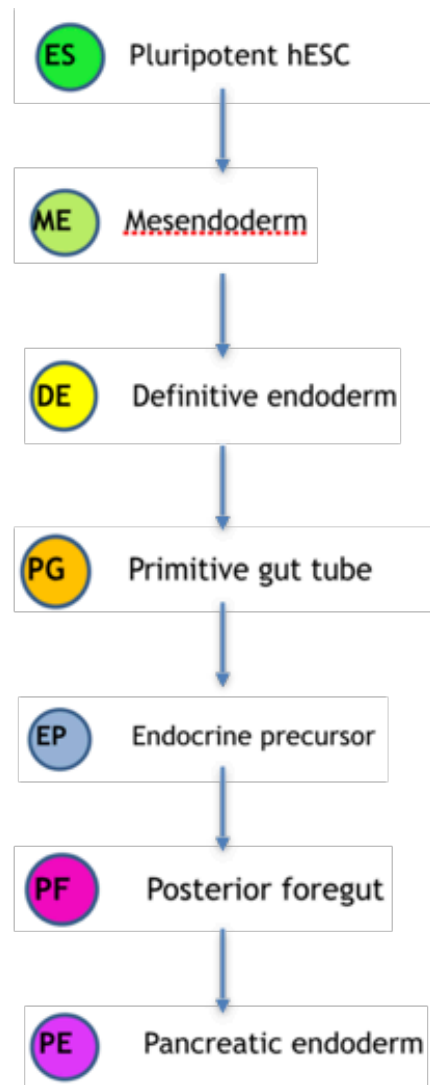 ES Pluripotent hESC
ME Mesendoderm
DE Definitive endoderm
PG Primitive gut tube
EP Endocrine precursor
PF Posterior foregut
PE Pancreatic endoderm